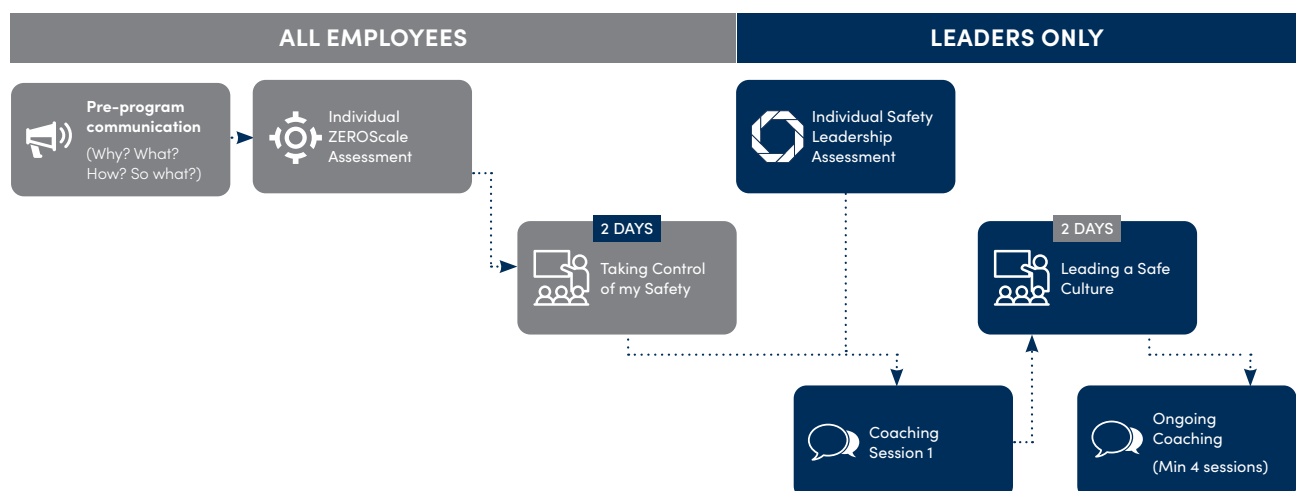 ALL EMPLOYEES
LEADERS ONLY
Pre-program
communication
(Why? What?
How? So what?)
Individual
ZEROScale
Assessment
Individual Safety
Leadership
Assessment
2 DAYS
Taking Control
of my Safety
2 DAYS
Leading a Safe
Culture
Coaching
Session 1
Ongoing
Coaching
(Min 4 sessions)